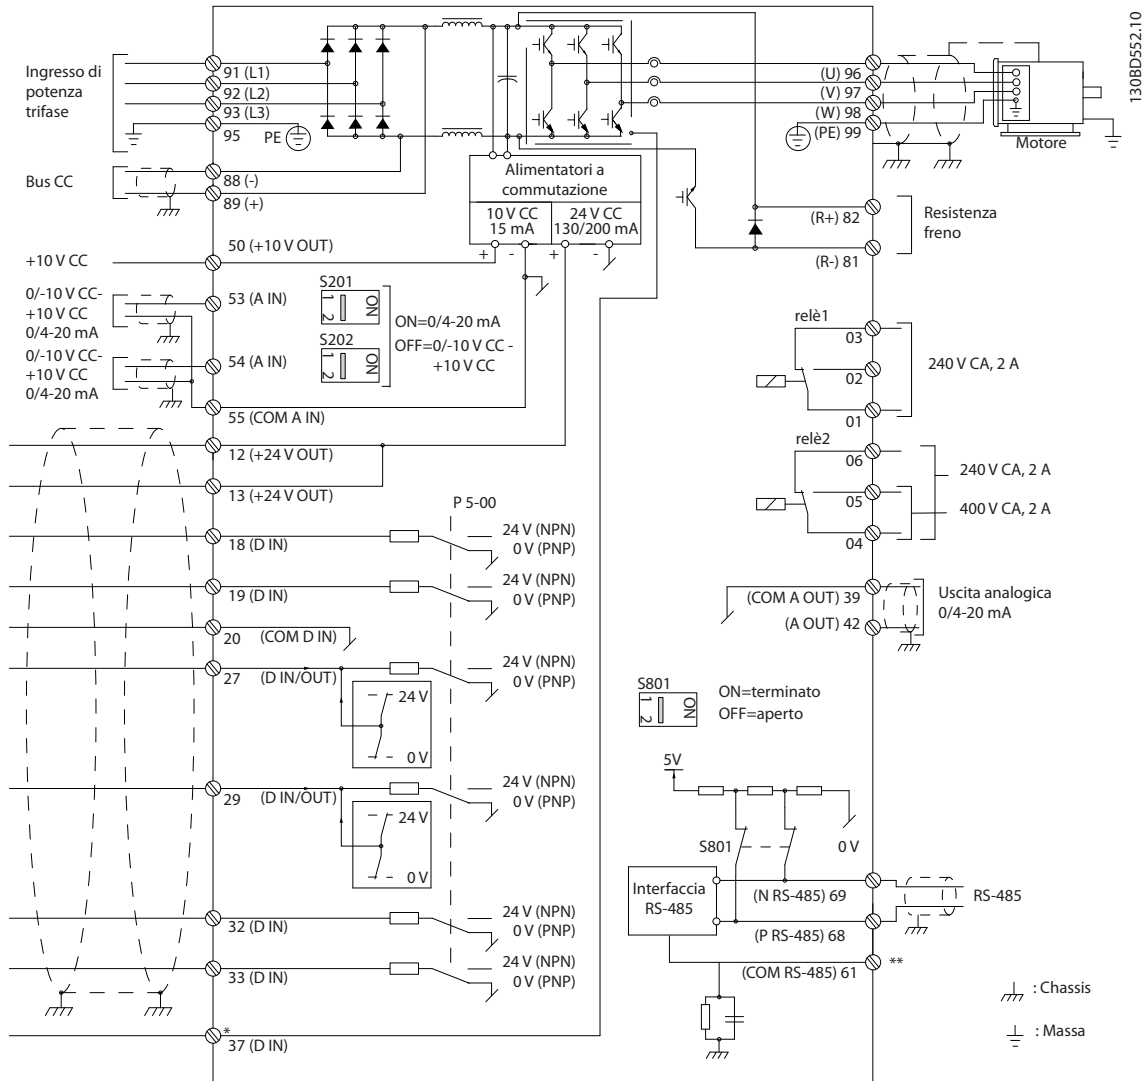 130BD552.10
Ingresso di
potenza
trifase
91 (L1)
92 (L2)
93 (L3)
95
PE
Bus CC
88 (-)
89 (+)
Alimentatori a
commutazione
10 V CC
15 mA
24 V CC
130/200 mA
+ - + -
(U) 96
(V) 97
(W) 98
(PE) 99
Motore
(R+) 82
(R-) 81
Resistenza
freno
50 (+10 V OUT)
+10 V CC
0/-10 V CC-
+10 V CC
0/4-20 mA
53 (A IN)
0/-10 V CC-
+10 V CC
0/4-20 mA
54 (A IN)
55 (COM A IN)
S201
1
2
ON
S202
1
2
ON
ON=0/4-20 mA
OFF=0/-10 V CC -
+10 V CC
relè1
03
02
01
240 V CA, 2 A
relè2
06
05
04
240 V CA, 2 A
400 V CA, 2 A
12 (+24 V OUT)
13 (+24 V OUT)
P 5-00
18 (D IN)
24 V (NPN)
0 V (PNP)
19 (D IN)
24 V (NPN)
0 V (PNP)
20 (COM D IN)
27 (D IN/OUT)
24 V (NPN)
0 V (PNP)
24 V
0 V
29 (D IN/OUT)
24 V (NPN)
0 V (PNP)
24 V
0 V
32 (D IN)
24 V (NPN)
0 V (PNP)
33 (D IN)
24 V (NPN)
0 V (PNP)
*
37 (D IN)
(COM A OUT) 39
(A OUT) 42
Uscita analogica
0/4-20 mA
S801
1
2
ON
ON=terminato
OFF=aperto
5V
S801
0 V
Interfaccia
RS-485
(N RS-485) 69
(P RS-485) 68
(COM RS-485) 61
RS-485
**
: Chassis
: Massa